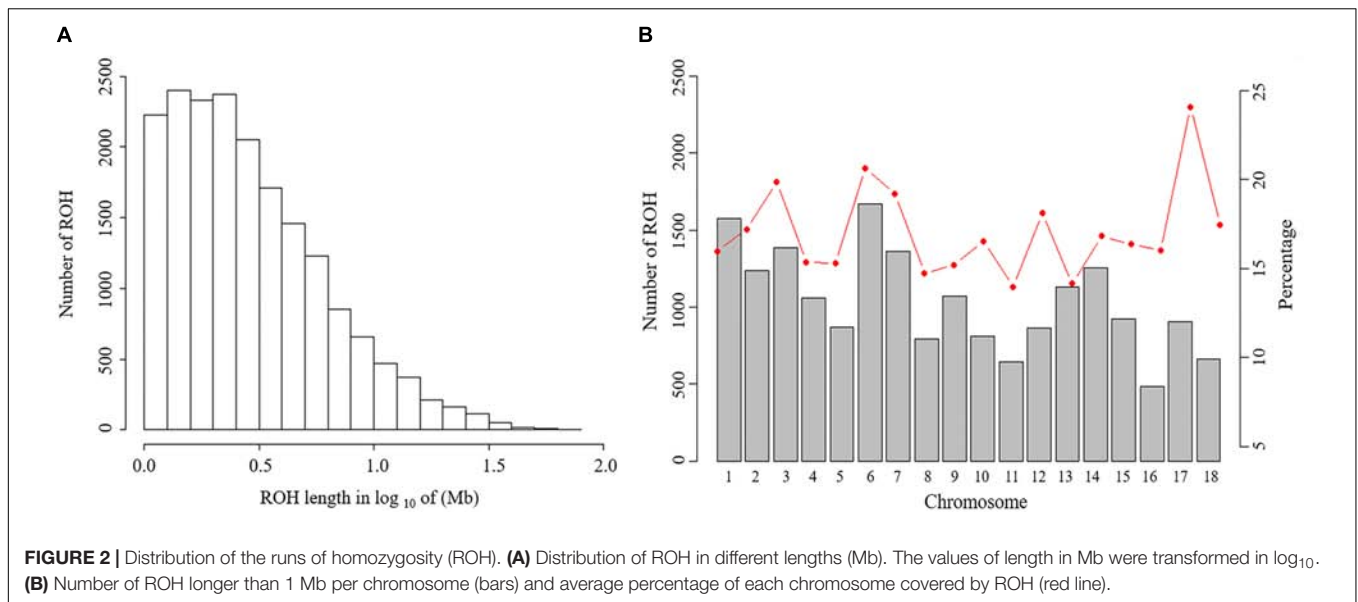 A
2500
2000
1500
1000
500
0
Number of ROH
0.0 0.5 1.0 1.5 2.0
ROH length in log 10 of (Mb)
B
2500
2000
1500
1000
500
0
Number of ROH
25
20
15
10
5
Percentage
1 2 3 4 5 6 7 8 9 10 11 12 13 14 15 16 17 18
Chromosome
FIGURE 2 | Distribution of the runs of homozygosity (ROH). (A) Distribution of ROH in different lengths (Mb). The values of length in Mb were transformed in log10.
(B) Number of ROH longer than 1 Mb per chromosome (bars) and average percentage of each chromosome covered by ROH (red line).